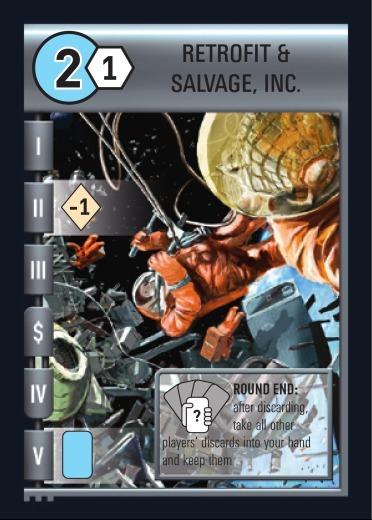 2 1
RETROFIT &
SALVAGE, INC.
I
II
-1
III
$
IV
V
?
ROUND END:
after discarding,
take all other
players' discards into your hand
and keep them